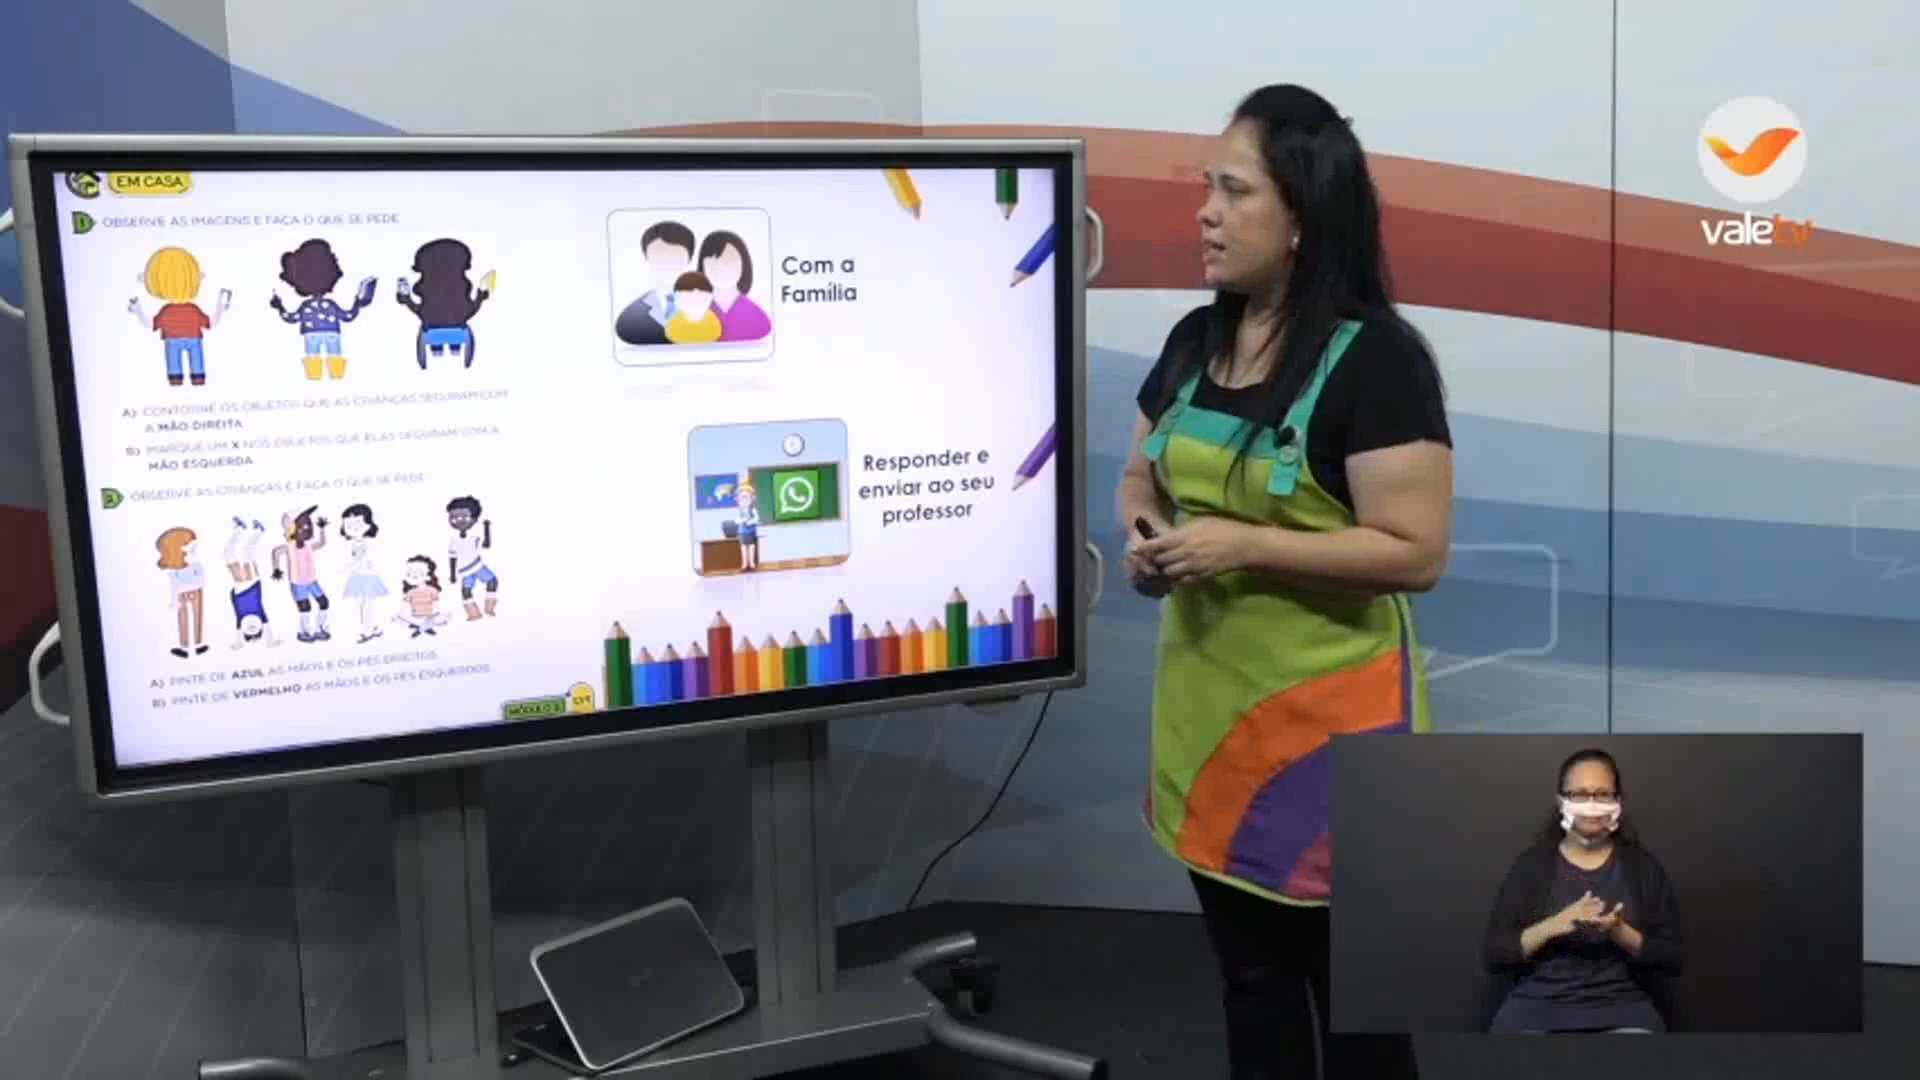 EM CASA
1 OBSERVE AS IMAGENS E FAÇA O QUE SE PEDE
A) CONTORNE OS OBJETOS QUE AS CRIANÇAS SEGURAM COM
A MÃO DIREITA
B) MARQUE UM X NOS OBJETOS QUE ELAS SEGURAM COM A
MÃO ESQUERDA
2 OBSERVE AS CRIANÇAS E FAÇA O QUE SE PEDE
A) PINTE DE AZUL AS MÃOS E OS PÉS DIREITOS.
B) PINTE DE VERMELHO AS MÃOS E OS PÉS ESQUERDOS.
MÓDULO 2
Com a
Família
Responder e
enviar ao seu
professor
valetv